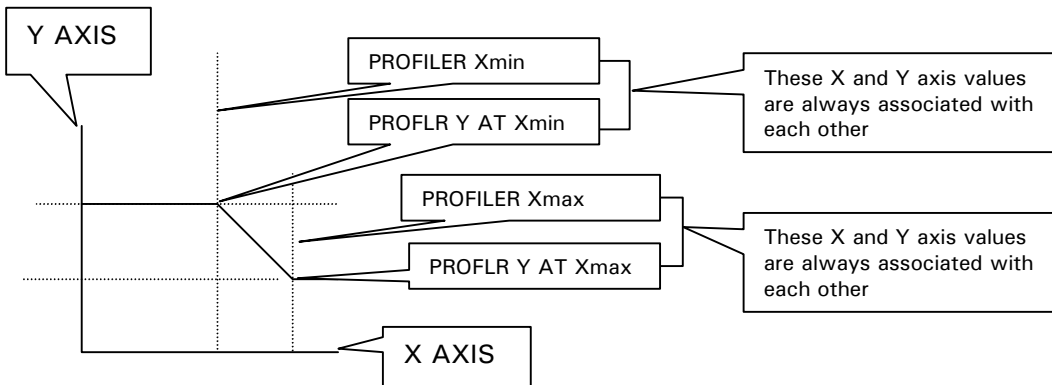 Y AXIS
PROFILER Xmin
PROFLR Y AT Xmin
These X and Y axis values
are always associated with
each other
PROFILER Xmax
PROFLR Y AT Xmax
These X and Y axis values
are always associated with
each other
X AXIS